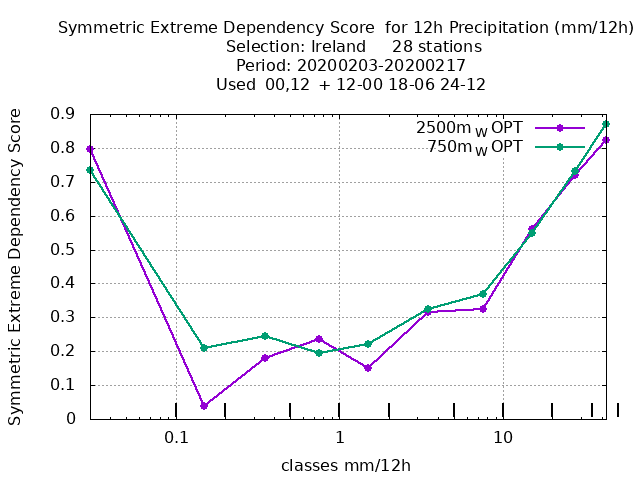 Symmetric Extreme Dependency Score  for 12h Precipitation (mm/12h)
Selection: Ireland     28 stations
Period: 20200203-20200217
Used  00,12  + 12-00 18-06 24-12
Symmetric Extreme Dependency Score
0.9
0.8
0.7
0.6
0.5
0.4
0.3
0.2
0.1
0
2500m W OPT
750m W OPT
0.1
1
10
classes mm/12h